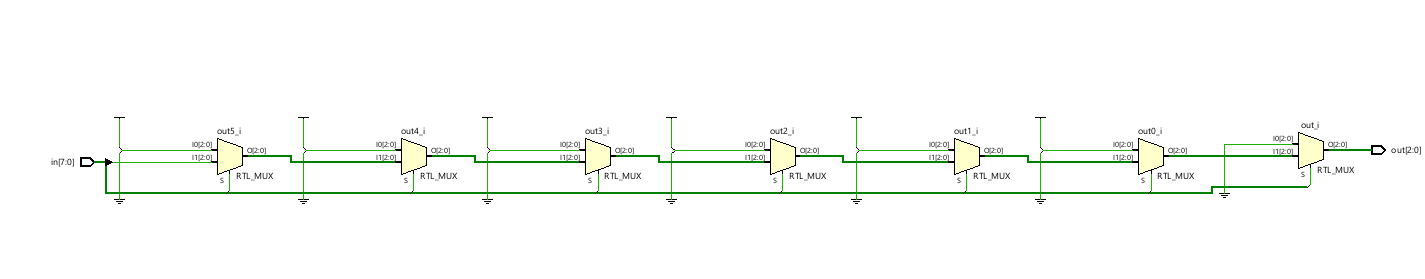 out5_i
out4_i
out3_i
out2_i
out1_i
out0_i
out_i
in[7:0]
I0[2:0]
I1[2:0]
O[2:0]
S
RTL_MUX
I0[2:0]
I1[2:0]
O[2:0]
S
RTL_MUX
I0[2:0]
I1[2:0]
O[2:0]
S
RTL_MUX
I0[2:0]
I1[2:0]
O[2:0]
S
RTL_MUX
I0[2:0]
I1[2:0]
O[2:0]
S
RTL_MUX
I0[2:0]
I1[2:0]
O[2:0]
S
RTL_MUX
I0[2:0]
I1[2:0]
O[2:0]
S
RTL_MUX
out[2:0]